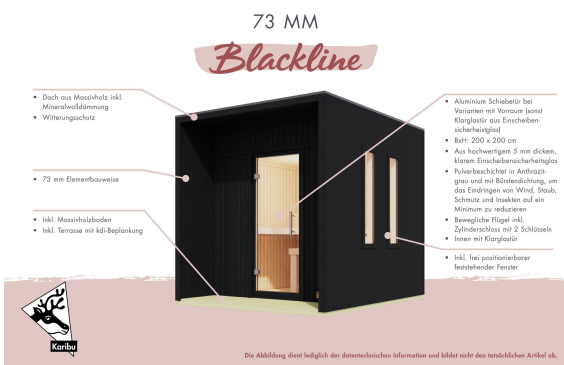 73 MM
Blackline
• Dach aus Massivholz inkl.
Mineralwolldämmung
• Witterungsschutz
• 73 mm Elementbauweise
• Inkl. Massivholzboden
• Inkl. Terrasse mit kdi-Beplankung
• Aluminium Schiebetür bei
Varianten mit Vorraum (sonst
Klarglastür aus Einscheiben-
sicherheistglas)
• BxH: 200 x 200 cm
• Aus hochwertigem 5 mm dickem,
klarem Einscheibensicherheitsglas
• Pulverbeschichtet in Anthrazit-
grau und mit Bürstendichtung, um
das Eindringen von Wind, Staub,
Schmutz und Insekten auf ein
Minimum zu reduzieren
• Bewegliche Flügel inkl.
Zylinderschloss mit 2 Schlüsseln
• Innen mit Klarglastür
• Inkl. frei positionierbarer
feststehender Fenster
Karibu
Die Abbildung dient lediglich der datentechnischen Information und bildet nicht den tatsächlichen Artikel ab.